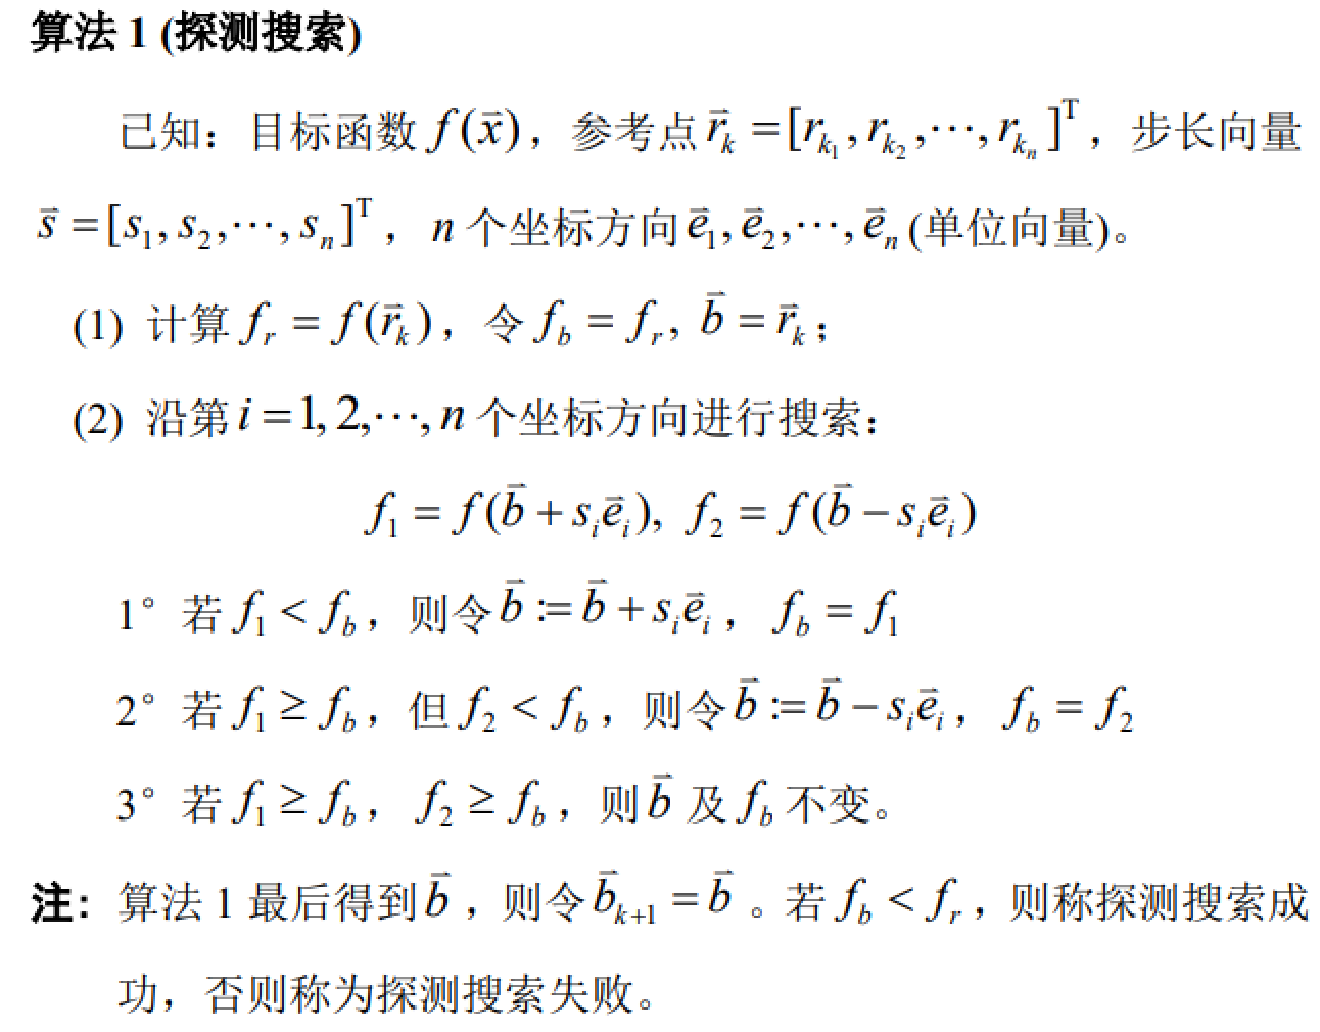 算法 1 (探测搜索)
已知：目标函数 $f(\vec{x})$，参考点 $\vec{r}_k = [r_{k_1}, r_{k_2}, \cdots, r_{k_n}]^{\mathrm{T}}$，步长向量
$\vec{s} = [s_1, s_2, \cdots, s_n]^{\mathrm{T}}$，n 个坐标方向 $\vec{e}_1, \vec{e}_2, \cdots, \vec{e}_n$ (单位向量)。
(1) 计算 $f_r = f(\vec{r}_k)$，令 $f_b = f_r, \vec{b} = \vec{r}_k$；
(2) 沿第 $i = 1, 2, \cdots, n$ 个坐标方向进行搜索：
$f_1 = f(\vec{b} + s_i\vec{e}_i), f_2 = f(\vec{b} - s_i\vec{e}_i)$
1° 若 $f_1 < f_b$，则令 $\vec{b} := \vec{b} + s_i\vec{e}_i$，$f_b = f_1$
2° 若 $f_1 \geq f_b$，但 $f_2 < f_b$，则令 $\vec{b} := \vec{b} - s_i\vec{e}_i$，$f_b = f_2$
3° 若 $f_1 \geq f_b$，$f_2 \geq f_b$，则 $\vec{b}$ 及 $f_b$ 不变。
注：算法 1 最后得到 $\vec{b}$，则令 $\vec{b}_{k+1} = \vec{b}$。若 $f_b < f_r$，则称探测搜索成
功，否则称为探测搜索失败。